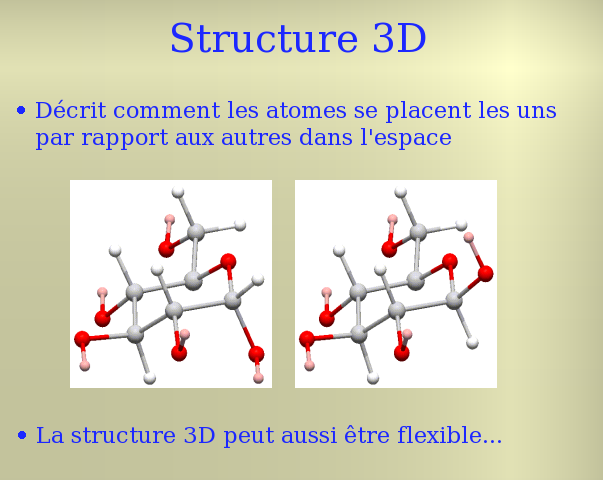 Structure 3D
• Décrit comment les atomes se placent les uns
par rapport aux autres dans l'espace
• La structure 3D peut aussi être flexible...